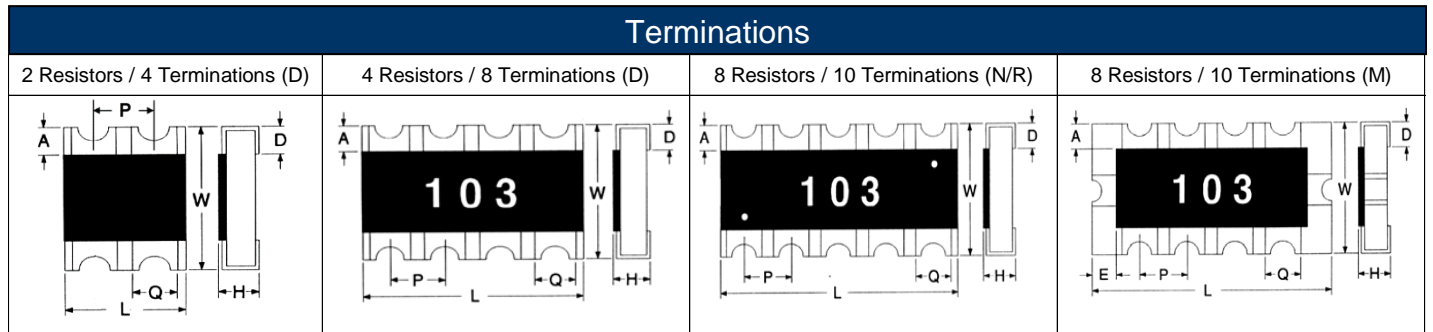 Terminations
2 Resistors / 4 Terminations (D)
4 Resistors / 8 Terminations (D)
8 Resistors / 10 Terminations (N/R)
8 Resistors / 10 Terminations (M)
P
A
D
W
Q
H
L
A
D
103
W
P
Q
H
L
A
D
103
W
P
Q
H
L
A
D
103
W
E
P
Q
H
L